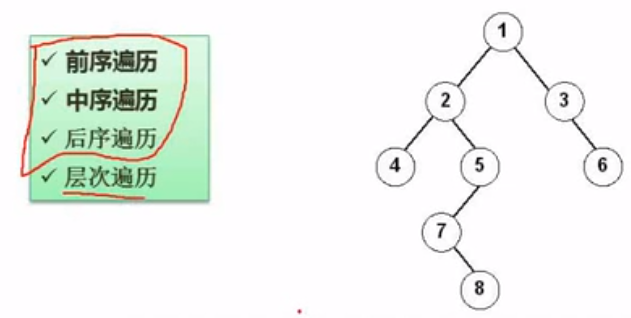 ✓ 前序遍历
✓ 中序遍历
✓ 后序遍历
✓ 层次遍历
1
2 3
4 5 6
7
8